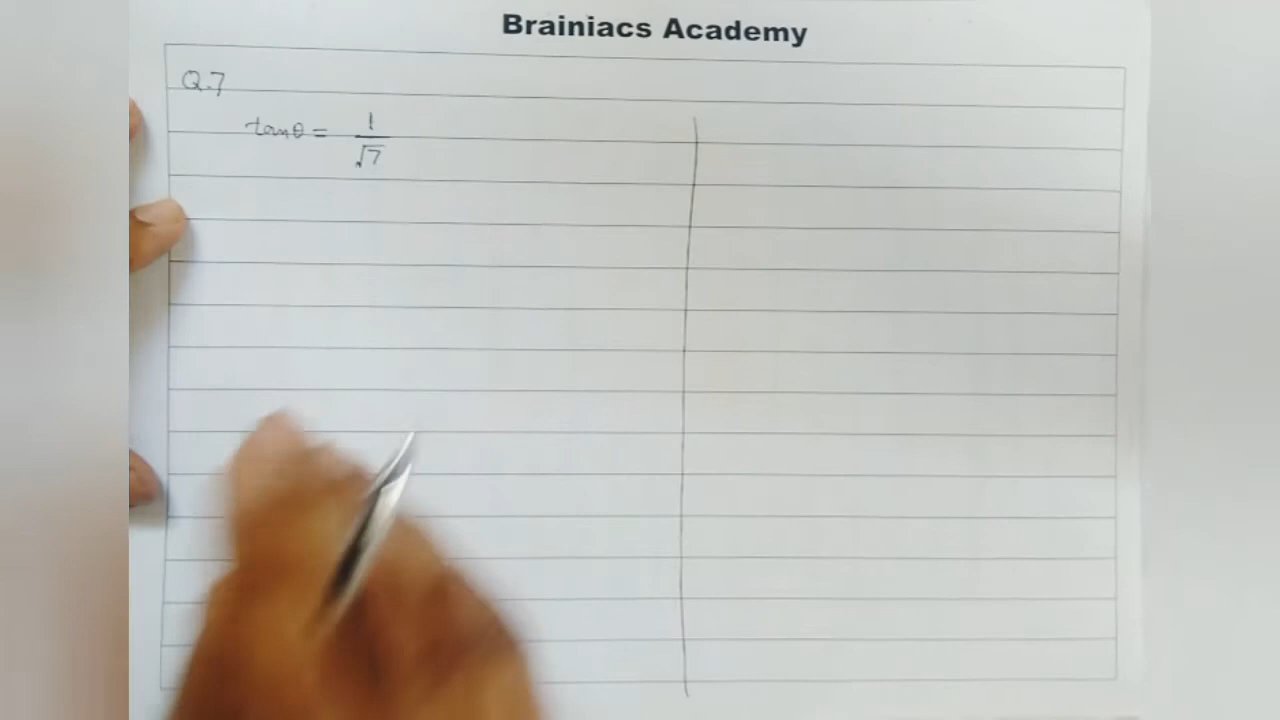 Brainiacs Academy
Q.7
tanθ = 1/√7